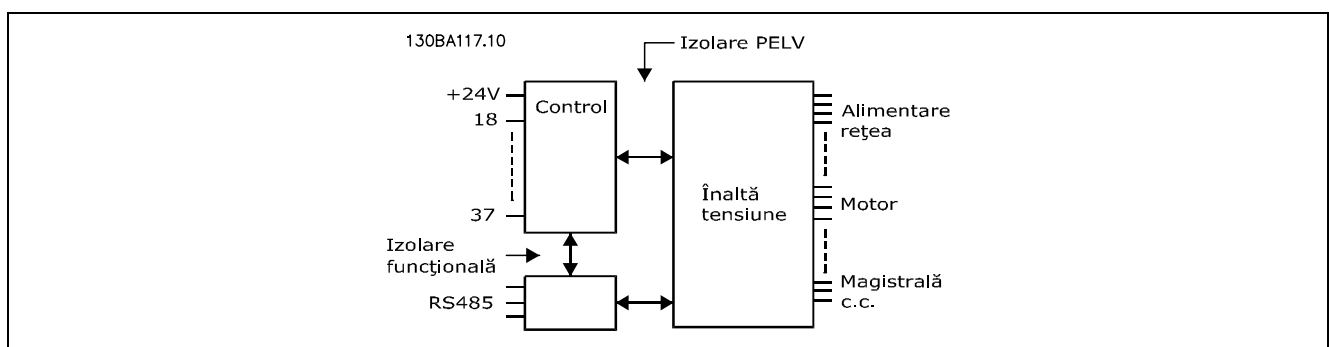 130BA117.10
Izolare PELV
+24V
Control
18
37
Alimentare
reţea
Înaltă
tensiune
Motor
Izolare
funcţională
RS485
Magistrală
c.c.